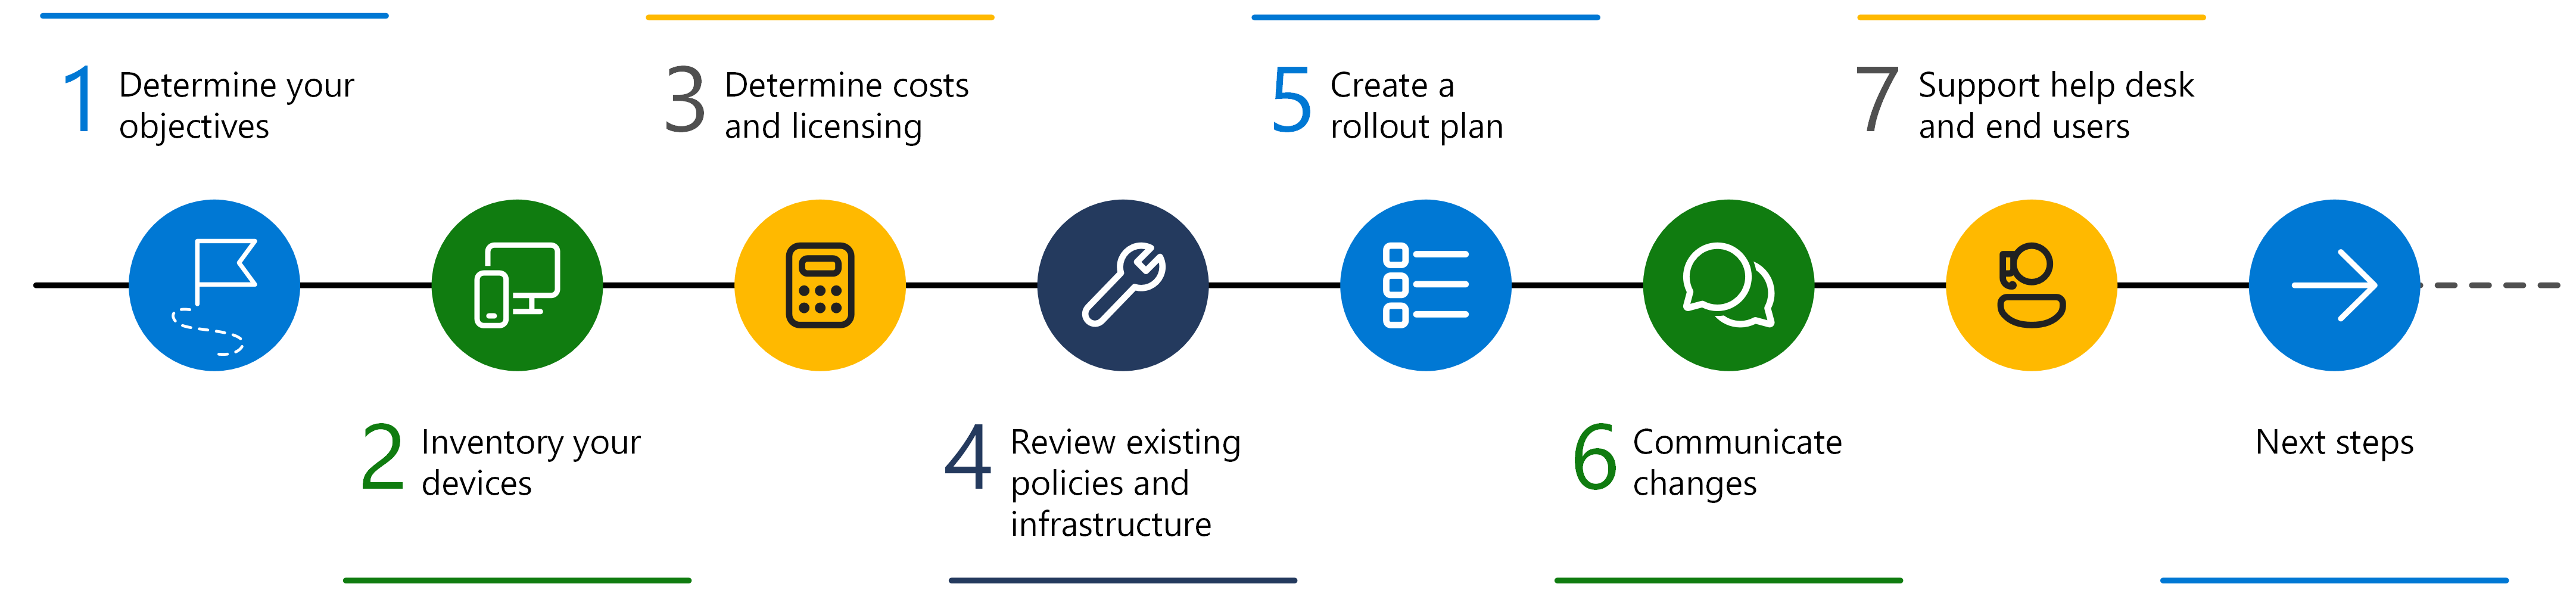 1
Determine your
objectives
2
Inventory your
devices
3
Determine costs
and licensing
4
Review existing
policies and
infrastructure
5
Create a
rollout plan
6
Communicate
changes
7
Support help desk
and end users
Next steps